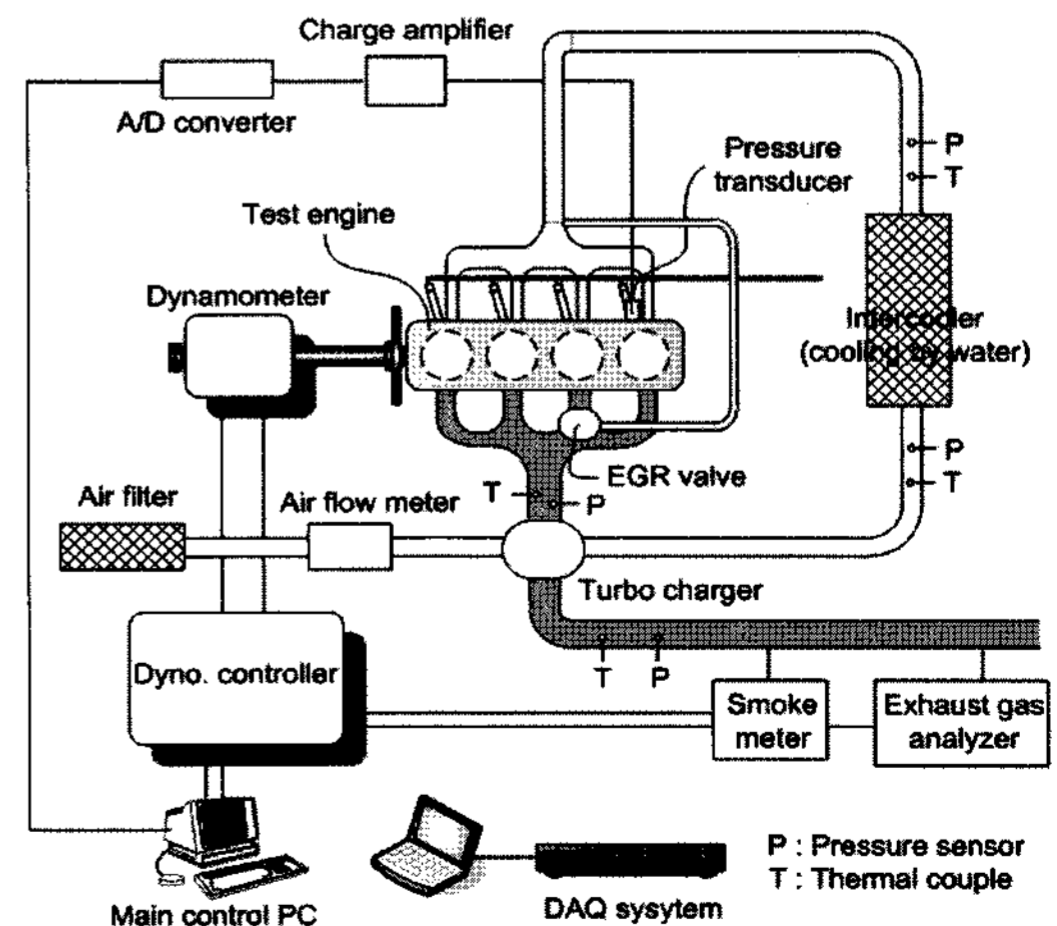 Charge amplifier
A/D converter
P
T
Pressure
transducer
Test engine
Dynamometer
Intercooler
(cooling by water)
P
T
EGR valve
T
P
Air filter
Air flow meter
Turbo charger
Dyno. controller
T
P
Smoke
meter
Exhaust gas
analyzer
P : Pressure sensor
T : Thermal couple
Main control PC
DAQ sysytem